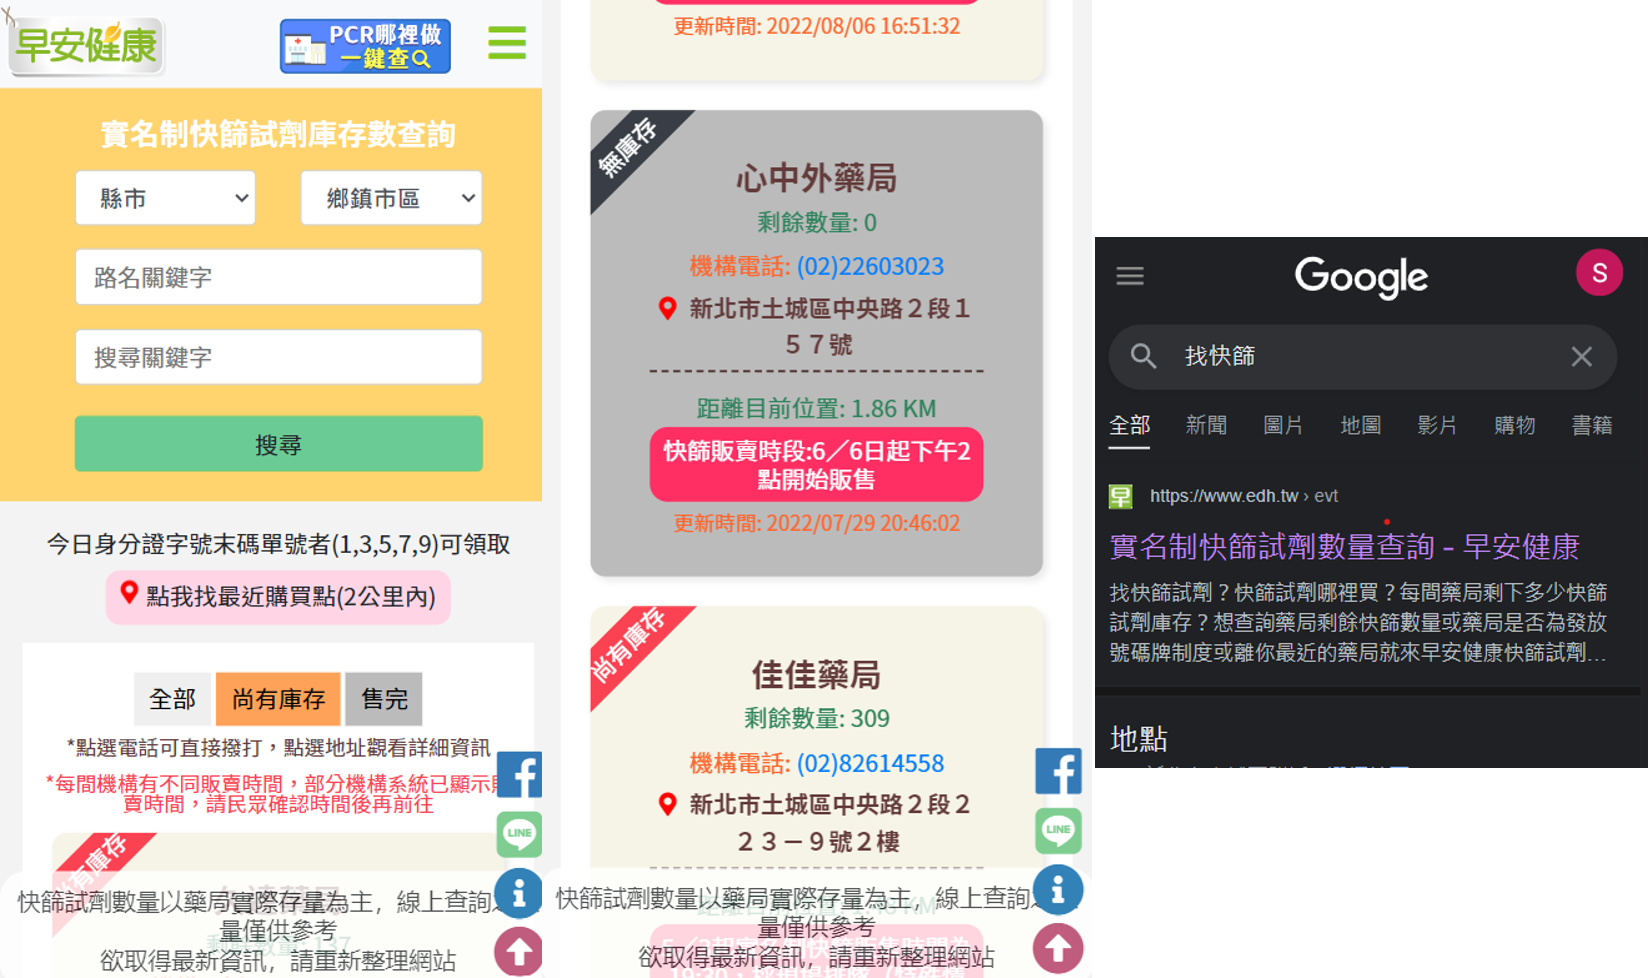 早安健康
PCR哪裡做
一鍵查
實名制快篩試劑庫存數查詢
縣市
鄉鎮市區
路名關鍵字
搜尋關鍵字
搜尋
今日身分證字號末碼單號者(1,3,5,7,9)可領取
點我找最近購買點(2公里內)
全部 尚有庫存 售完
*點選電話可直接撥打，點選地址觀看詳細資訊
*每間機構有不同販賣時間，部分機構系統已顯示販
賣時間，請民眾確認時間後再前往
有庫存
剩餘數量: 137
LINE
快篩試劑數量以藥局實際存量為主，線上查詢
量僅供參考
欲取得最新資訊，請重新整理網站
更新時間: 2022/08/06 16:51:32
無庫存
心中外藥局
剩餘數量: 0
機構電話: (02)22603023
新北市土城區中央路２段１
５７號
距離目前位置: 1.86 KM
快篩販賣時段:6／6日起下午2
點開始販售
更新時間: 2022/07/29 20:46:02
尚有庫存
佳佳藥局
剩餘數量: 309
機構電話: (02)82614558
新北市土城區中央路２段２
２３－９號２樓
LINE
快篩試劑數量以藥局實際存量為主，線上查詢
量僅供參考
欲取得最新資訊，請重新整理網站
Google
S
找快篩
全部 新聞 圖片 地圖 影片 購物 書籍
早
https://www.edh.tw › evt
實名制快篩試劑數量查詢 - 早安健康
找快篩試劑？快篩試劑哪裡買？每間藥局剩下多少快篩
試劑庫存？想查詢藥局剩餘快篩數量或藥局是否為發放
號碼牌制度或離你最近的藥局就來早安健康快篩試劑...
地點